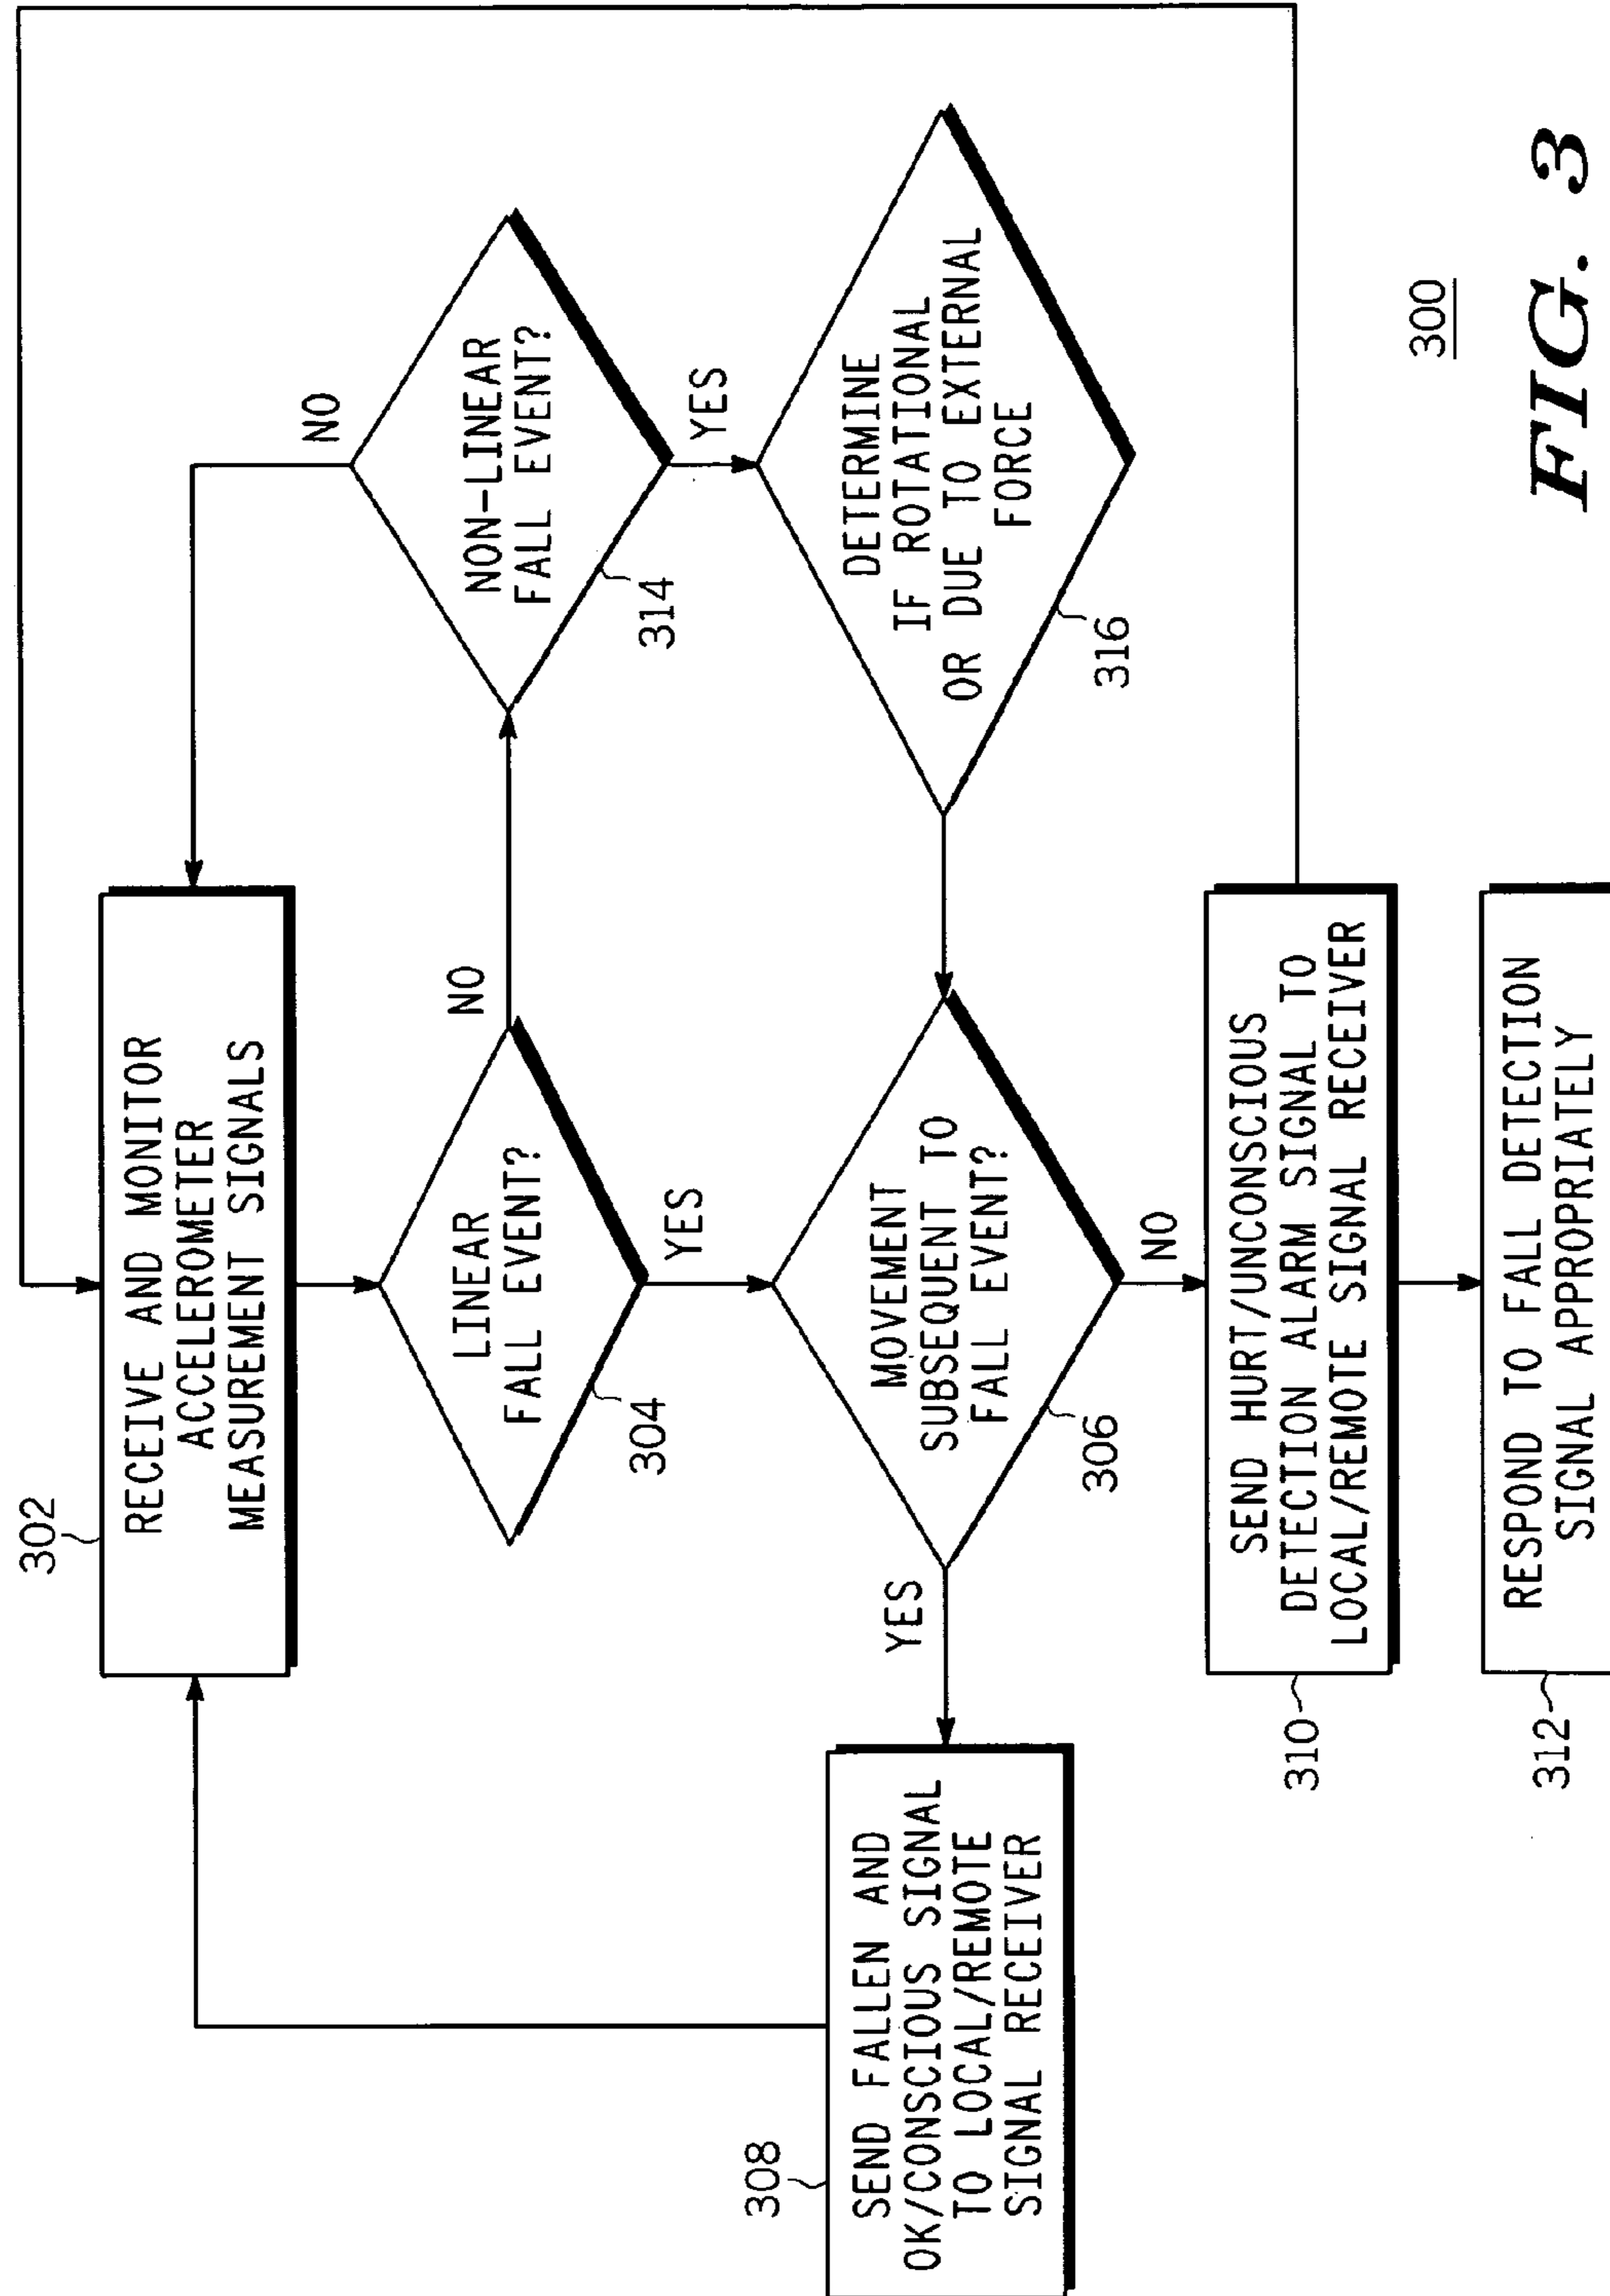 302
RECEIVE AND MONITOR
ACCELEROMETER
MEASUREMENT SIGNALS
LINEAR
FALL EVENT?
304
NO
YES
NON-LINEAR
FALL EVENT?
314
NO
YES
DETERMINE
IF ROTATIONAL
OR DUE TO EXTERNAL
FORCE
316
MOVEMENT
SUBSEQUENT TO
FALL EVENT?
306
YES
NO
308
SEND FALLEN AND
OK/CONSCIOUS SIGNAL
TO LOCAL/REMOTE
SIGNAL RECEIVER
310
SEND HURT/UNCONSCIOUS
DETECTION ALARM SIGNAL TO
LOCAL/REMOTE SIGNAL RECEIVER
312
RESPOND TO FALL DETECTION
SIGNAL APPROPRIATELY
300
FIG. 3